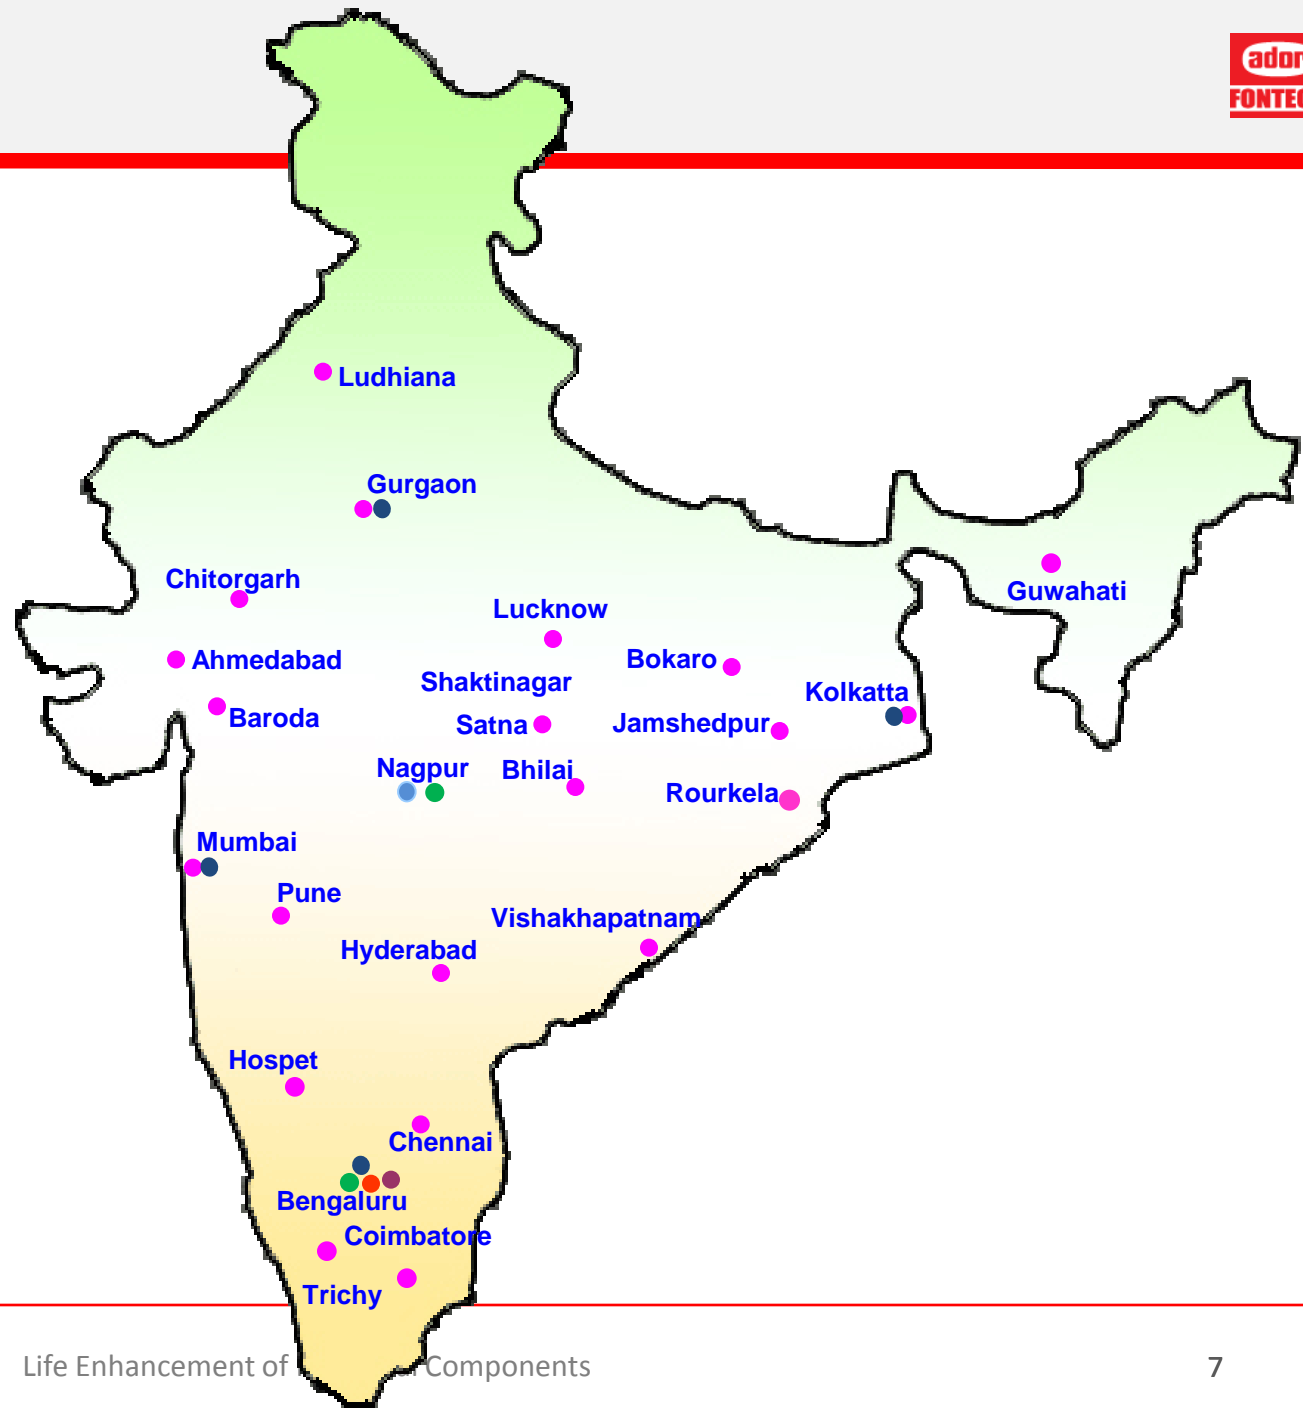 ador
Ludhiana
Gurgaon
Chitorgarh
Guwahati
Lucknow
Ahmedabad
Bokaro
Shaktinagar
Kolkatta
Baroda
Satna
Jamshedpur
Nagpur
Bhilai
Rourkela
Mumbai
Pune
Vishakhapatnam
Hyderabad
Hospet
Chennai
Bengaluru
Coimbatore
Trichy
Life Enhancement of Components
7